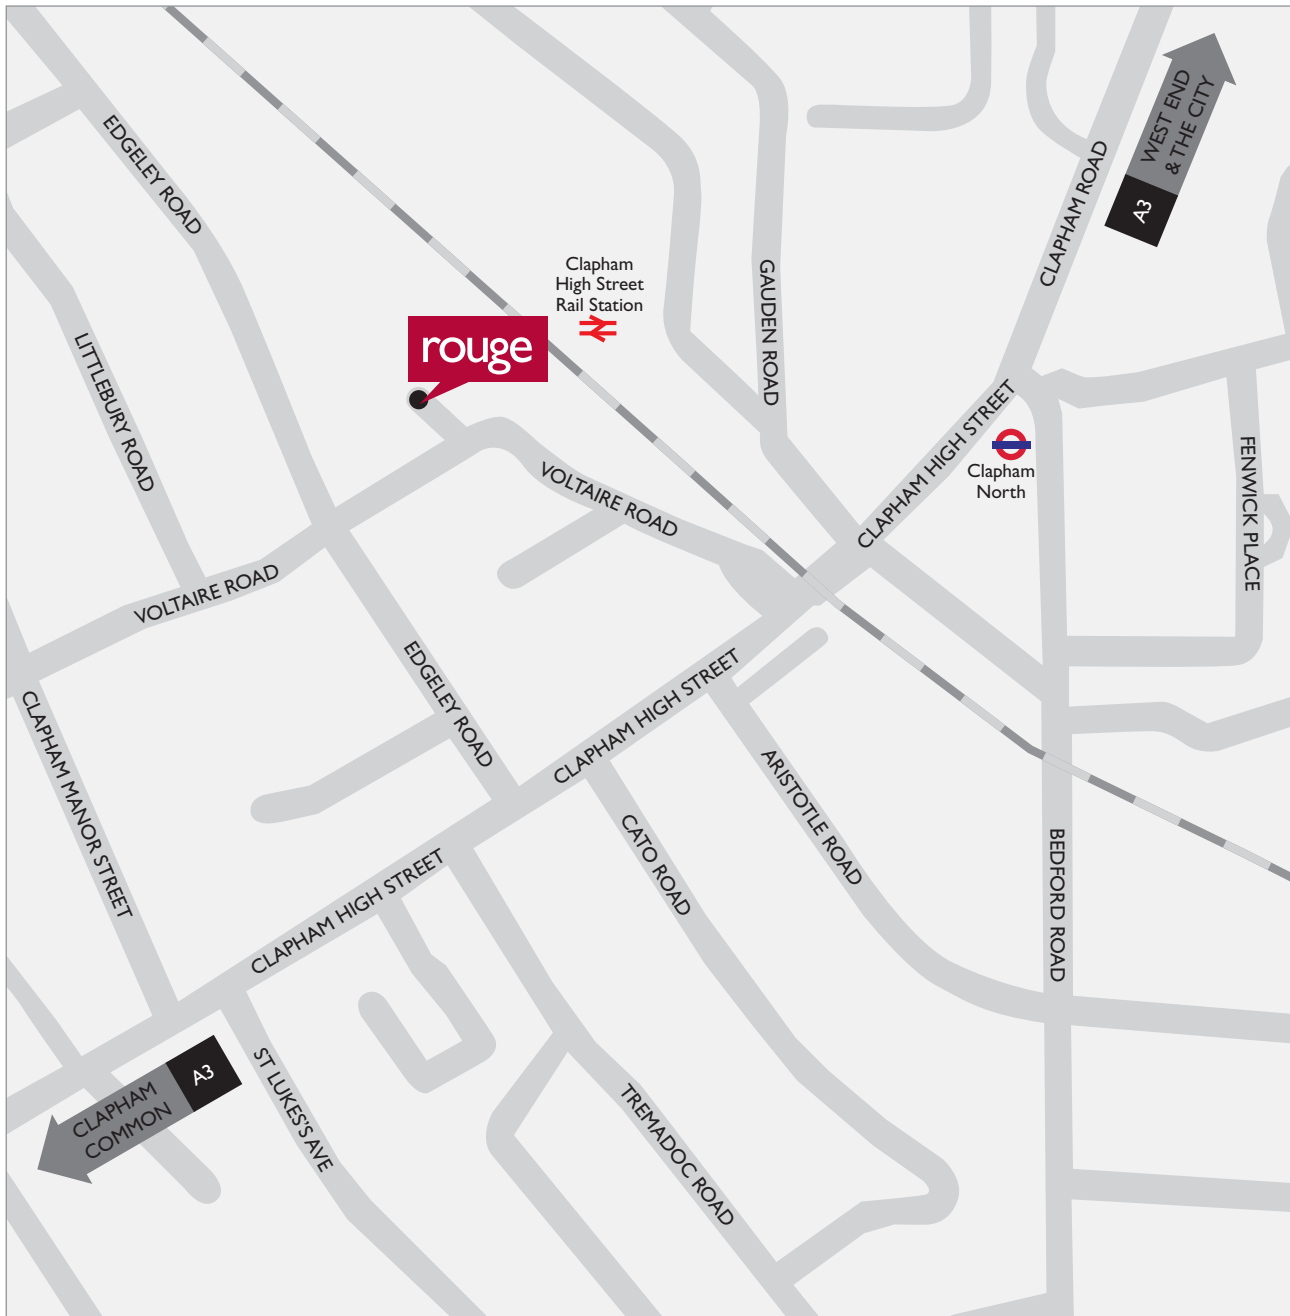 WEST END
& THE CITY
A3
EDGELEY ROAD
CLAPHAM ROAD
Clapham
High Street
Rail Station
GAUDEN ROAD
rouge
LITTLEBURY ROAD
CLAPHAM HIGH STREET
Clapham
North
FENWICK PLACE
VOLTAIRE ROAD
VOLTAIRE ROAD
EDGELEY ROAD
CLAPHAM HIGH STREET
CLAPHAM MANOR STREET
ARISTOTLE ROAD
CATO ROAD
BEDFORD ROAD
CLAPHAM HIGH STREET
A3
CLAPHAM
COMMON
ST LUKES'S AVE
TREMADOC ROAD